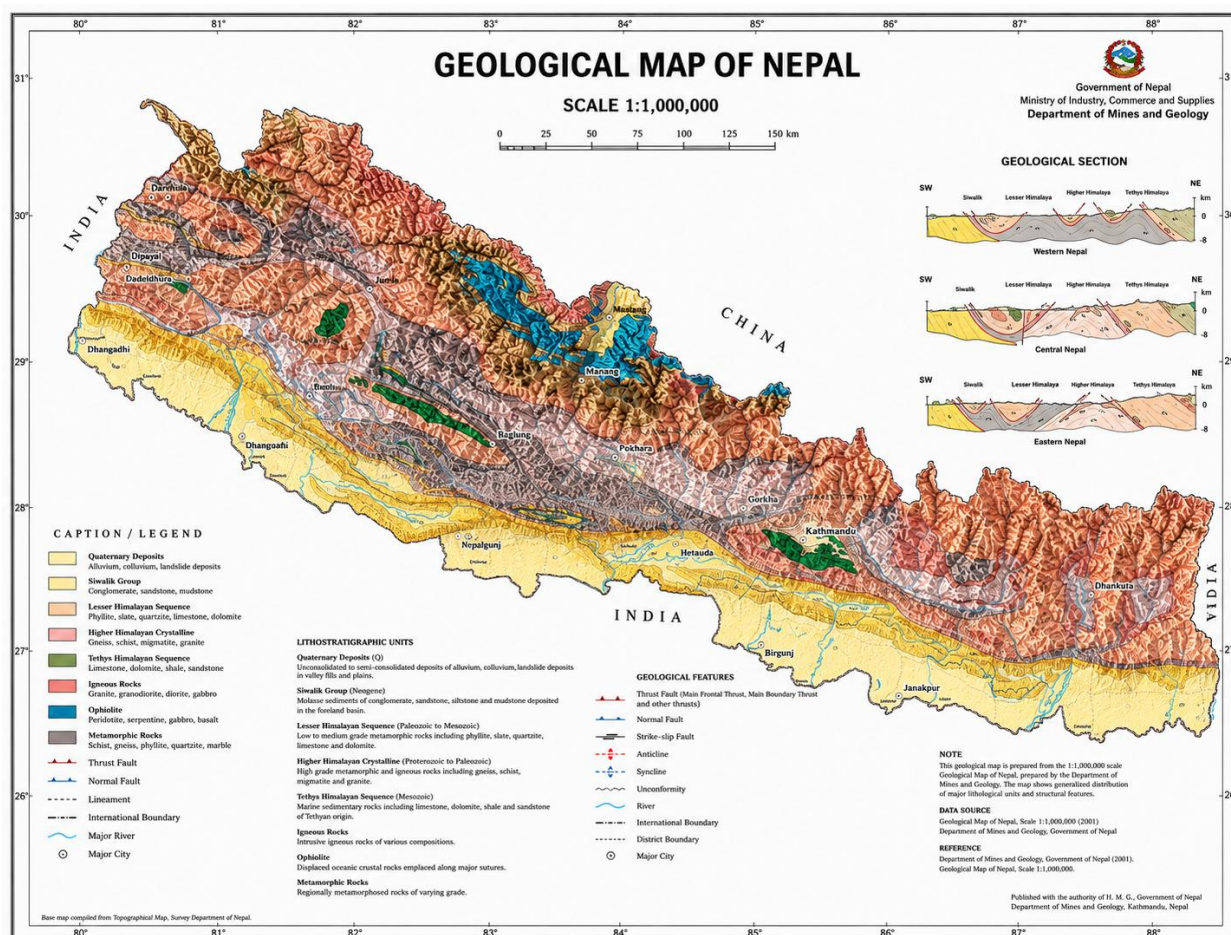 80°
81°
82°
83°
84°
85°
86°
87°
88°
GEOLOGICAL MAP OF NEPAL
SCALE 1:1,000,000
0 25 50 75 100 125 150 km
Government of Nepal
Ministry of Industry, Commerce and Supplies
Department of Mines and Geology
31°
30°
29°
28°
27°
26°
GEOLOGICAL SECTION
SW
NE
Siwalik
Lesser Himalaya
Higher Himalaya
Tethys Himalaya
km
0
-8
Western Nepal
SW
NE
Siwalik
Lesser Himalaya
Higher Himalaya
Tethys Himalaya
km
0
-8
Central Nepal
SW
NE
Siwalik
Lesser Himalaya
Higher Himalaya
Tethys Himalaya
km
0
-8
Eastern Nepal
INDIA
CHINA
INDIA
VIDIA
Dipayal
Dadeldhura
Mastang
Manang
Dhangadhi
Raglung
Pokhara
Gorkha
Kathmandu
Nepalgunj
Hetauda
Dhankuta
Birgunj
Janakpur
CAPTION / LEGEND
Quaternary Deposits
Alluvium, colluvium, landslide deposits
Siwalik Group
Conglomerate, sandstone, mudstone
Lesser Himalayan Sequence
Phyllite, slate, quartzite, limestone, dolomite
Higher Himalayan Crystalline
Gneiss, schist, migmatite, granite
Tethys Himalayan Sequence
Limestone, dolomite, shale, sandstone
Igneous Rocks
Granite, granodiorite, diorite, gabbro
Ophiolite
Peridotite, serpentine, gabbro, basalt
Metamorphic Rocks
Schist, gneiss, phyllite, quartzite, marble
Thrust Fault
Normal Fault
Lineament
International Boundary
Major River
Major City
Base map compiled from Topographical Map, Survey Department of Nepal.
LITHOSTRATIGRAPHIC UNITS
Quaternary Deposits (Q)
Unconsolidated to semi-consolidated deposits of alluvium, colluvium, landslide deposits
in valley fills and plains.
Siwalik Group (Neogene)
Molasse sediments of conglomerate, sandstone, siltstone and mudstone deposited
in the foreland basin.
Lesser Himalayan Sequence (Paleozoic to Mesozoic)
Low to medium grade metamorphic rocks including phyllite, slate, quartzite,
limestone and dolomite.
Higher Himalayan Crystalline (Proterozoic to Paleozoic)
High grade metamorphic and igneous rocks including gneiss, schist,
migmatite and granite.
Tethys Himalayan Sequence (Mesozoic)
Marine sedimentary rocks including limestone, dolomite, shale and sandstone
of Tethyan origin.
Igneous Rocks
Intrusive igneous rocks of various compositions.
Ophiolite
Displaced oceanic crustal rocks emplaced along major sutures.
Metamorphic Rocks
Regionally metamorphosed rocks of varying grade.
GEOLOGICAL FEATURES
Thrust Fault (Main Frontal Thrust, Main Boundary Thrust
and other thrusts)
Normal Fault
Strike-slip Fault
Anticline
Syncline
Unconformity
River
International Boundary
District Boundary
Major City
NOTE
This geological map is prepared from the 1:1,000,000 scale
Geological Map of Nepal, prepared by the Department of
Mines and Geology. The map shows generalized distribution
of major lithological units and structural features.
DATA SOURCE
Geological Map of Nepal, Scale 1:1,000,000 (2001)
Department of Mines and Geology, Government of Nepal
REFERENCE
Department of Mines and Geology, Government of Nepal (2001).
Geological Map of Nepal, Scale 1:1,000,000.
Published with the authority of H. M. G., Government of Nepal
Department of Mines and Geology, Kathmandu, Nepal
80°
81°
82°
83°
84°
85°
86°
87°
88°